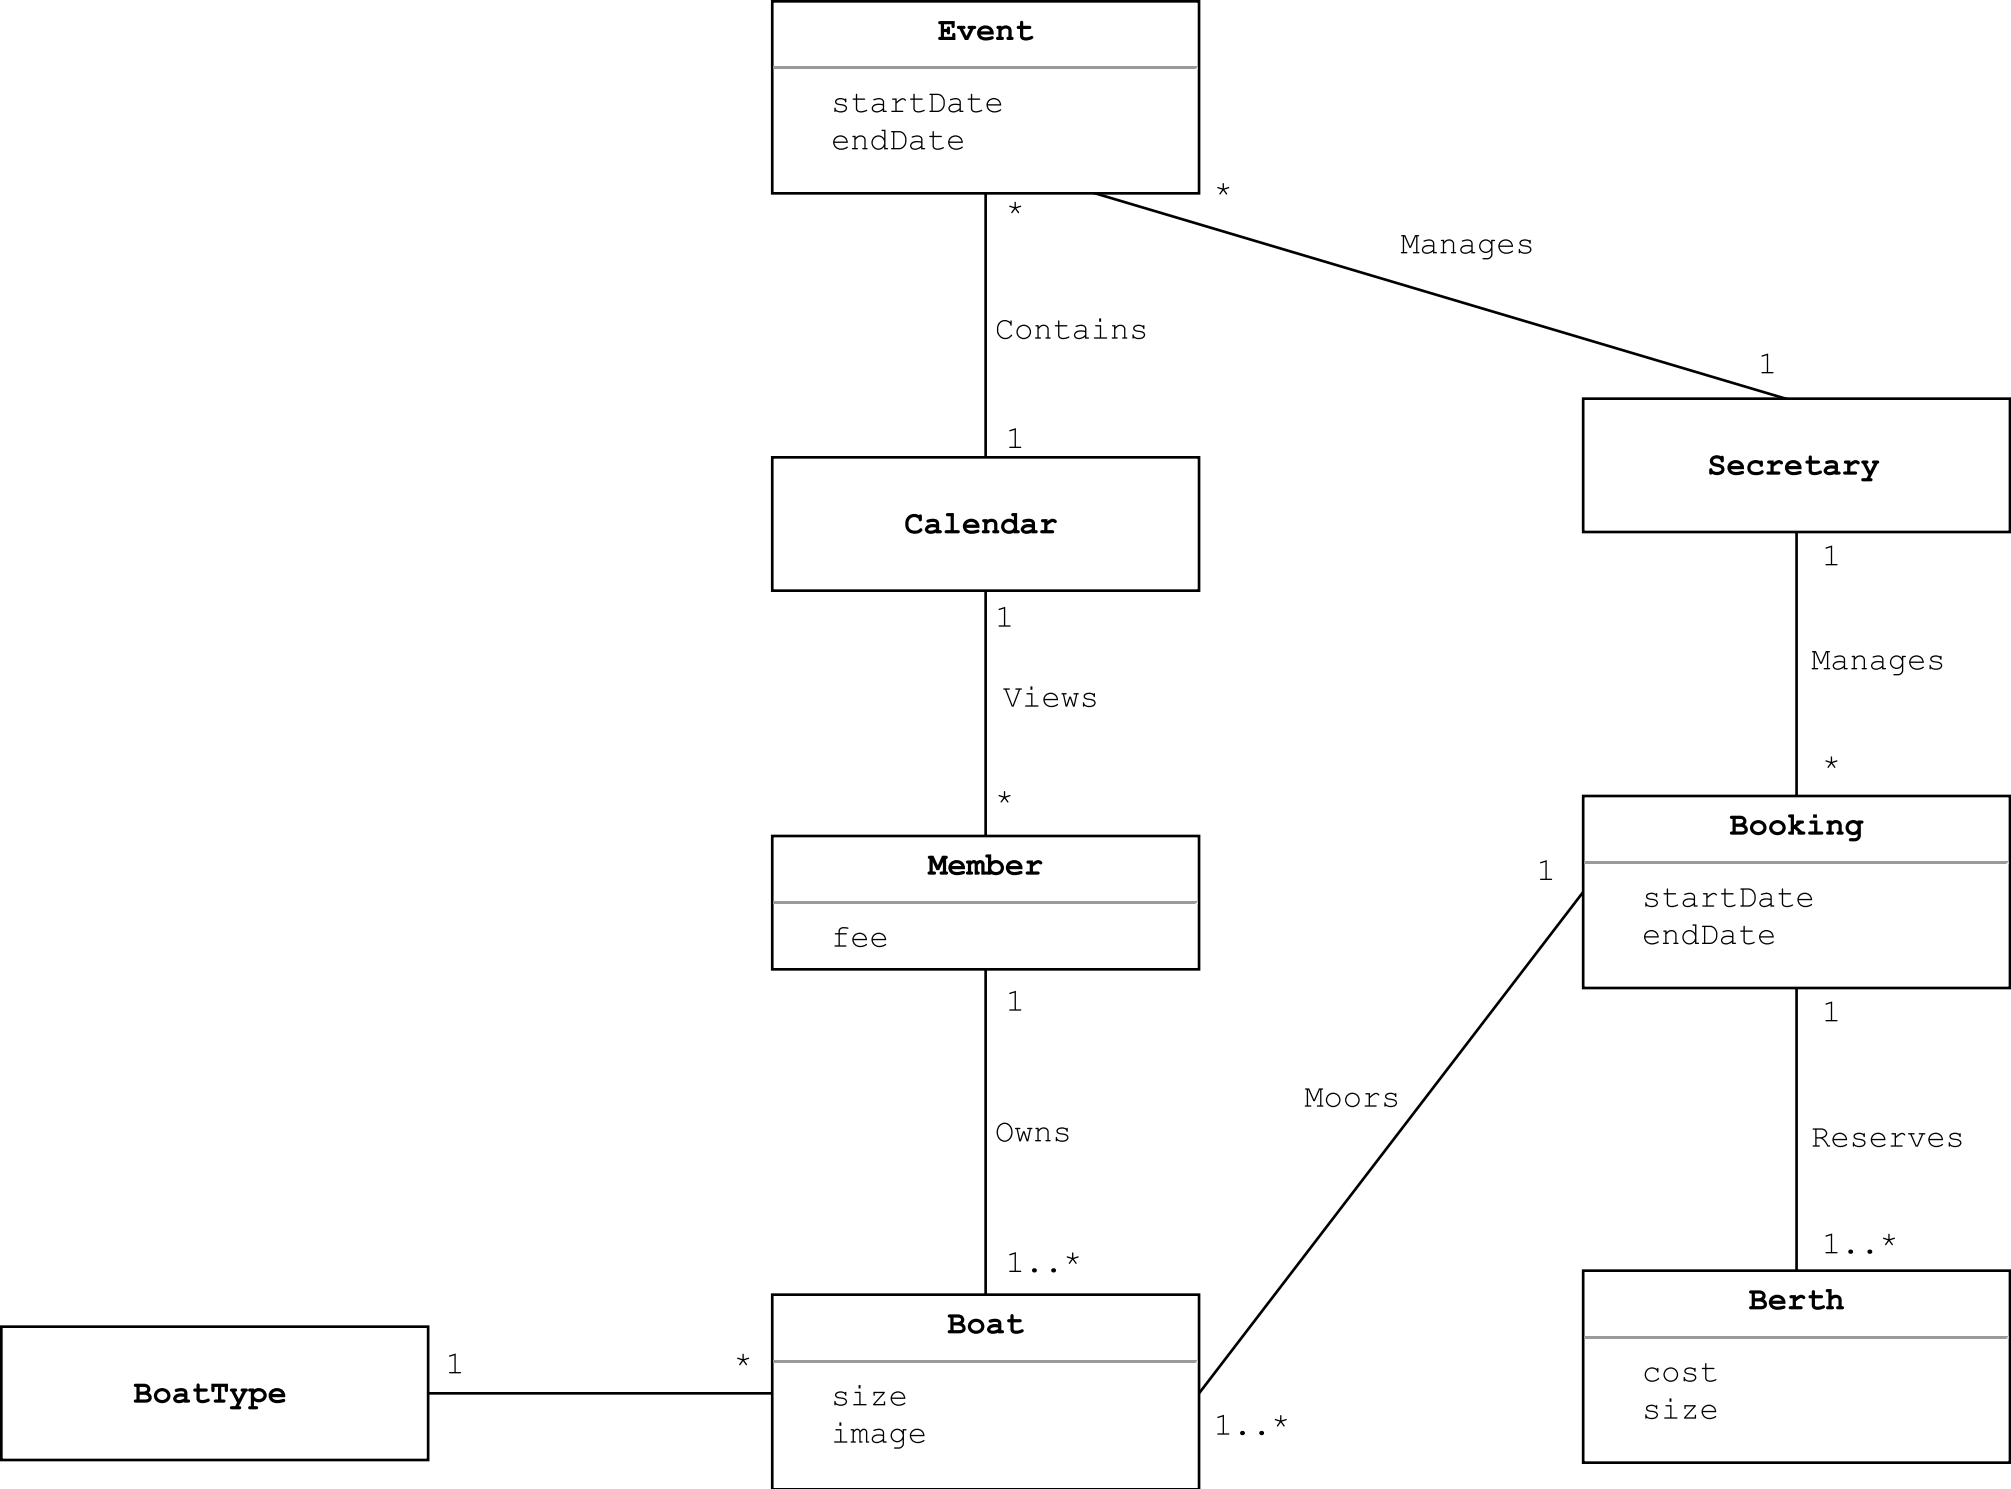 Event
startDate
endDate
*
*
Manages
Contains
1
1
Secretary
Calendar
1
1
Manages
Views
*
*
Booking
Member
1
startDate
fee
endDate
1
1
Moors
Owns
Reserves
1..*
1..*
Berth
Boat
1
*
cost
BoatType
size
size
image
1..*